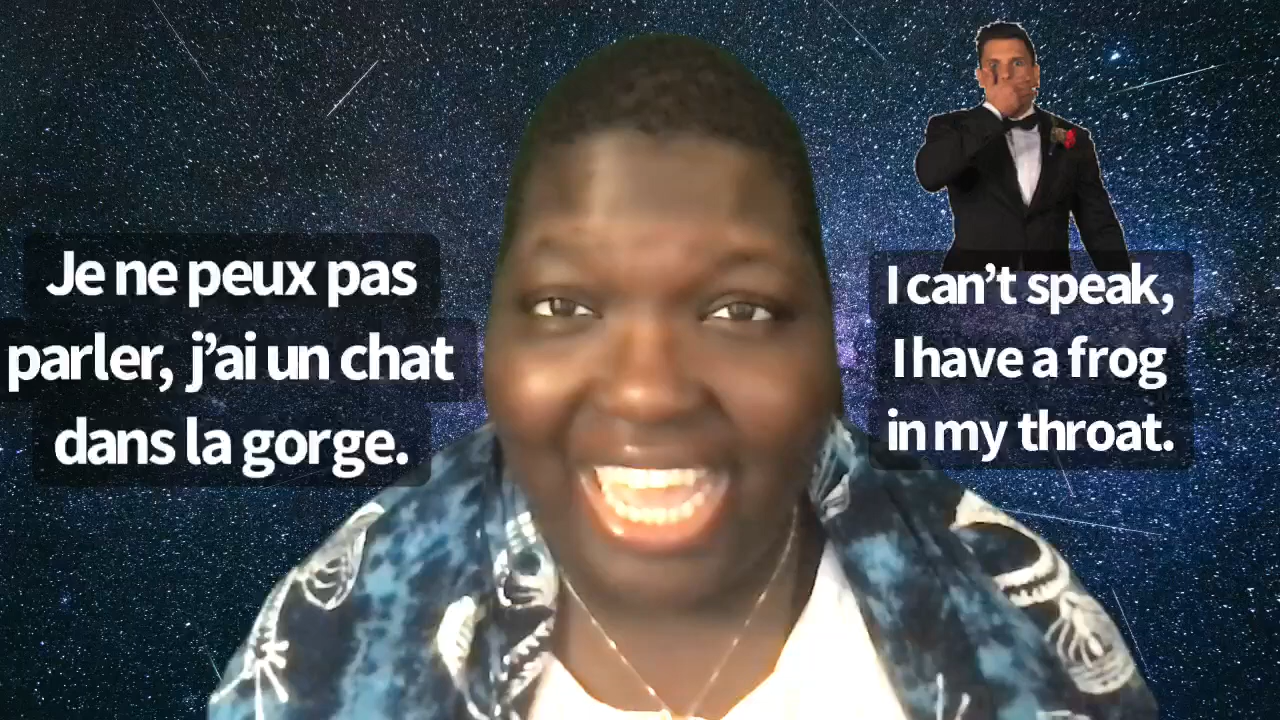 Je ne peux pas
parler, j’ai un chat
dans la gorge.
I can’t speak,
I have a frog
in my throat.